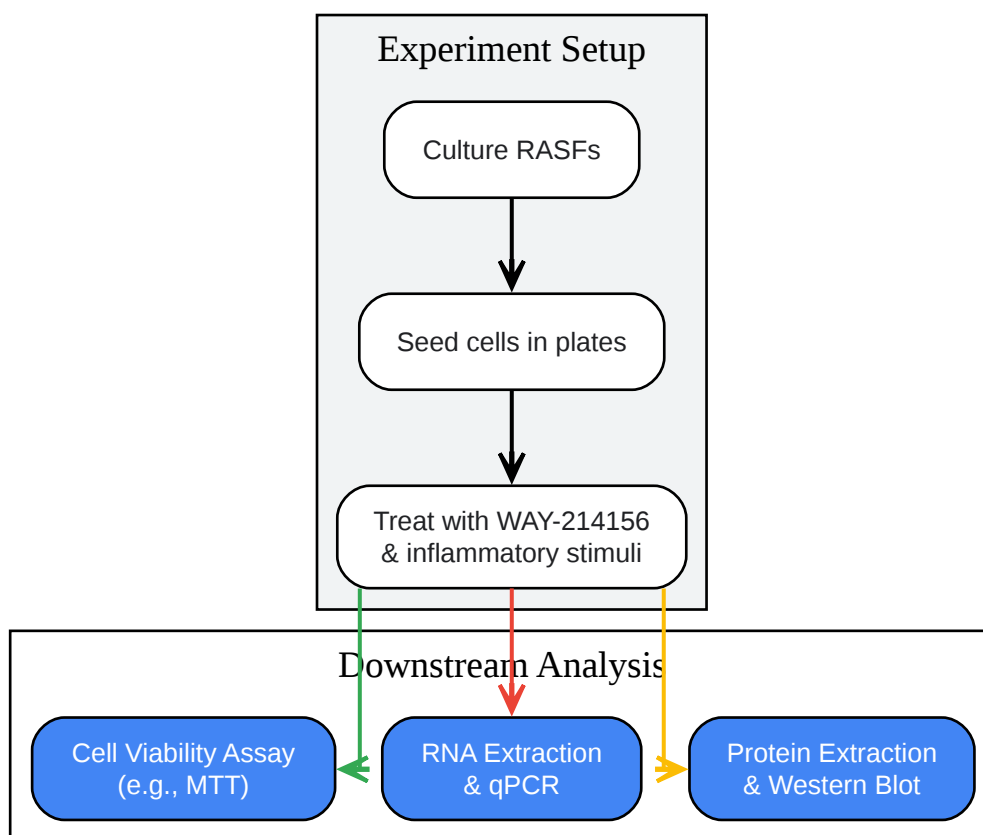 Experiment Setup
Culture RASFs
Seed cells in plates
Treat with WAY-214156
& inflammatory stimuli
Downstream Analysis
Cell Viability Assay
(e.g., MTT)
RNA Extraction
& qPCR
Protein Extraction
& Western Blot